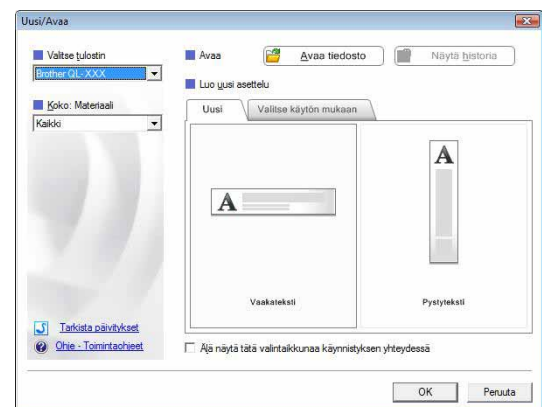 Uusi/Avaa
Valitse tulostin
Brother QL-XXX
Koko: Materiaali
Kaikki
Tarkista päivitykset
Ohje - Toimintaohjeet
Avaa
Avaa tiedosto
Näytä historia
Luo uusi asettelu
Uusi
Valitse käytön mukaan
A
Vaakateksti
A
Pystyteksti
Älä näytä tätä valintaikkunaa käynnistyksen yhteydessä
OK
Peruuta